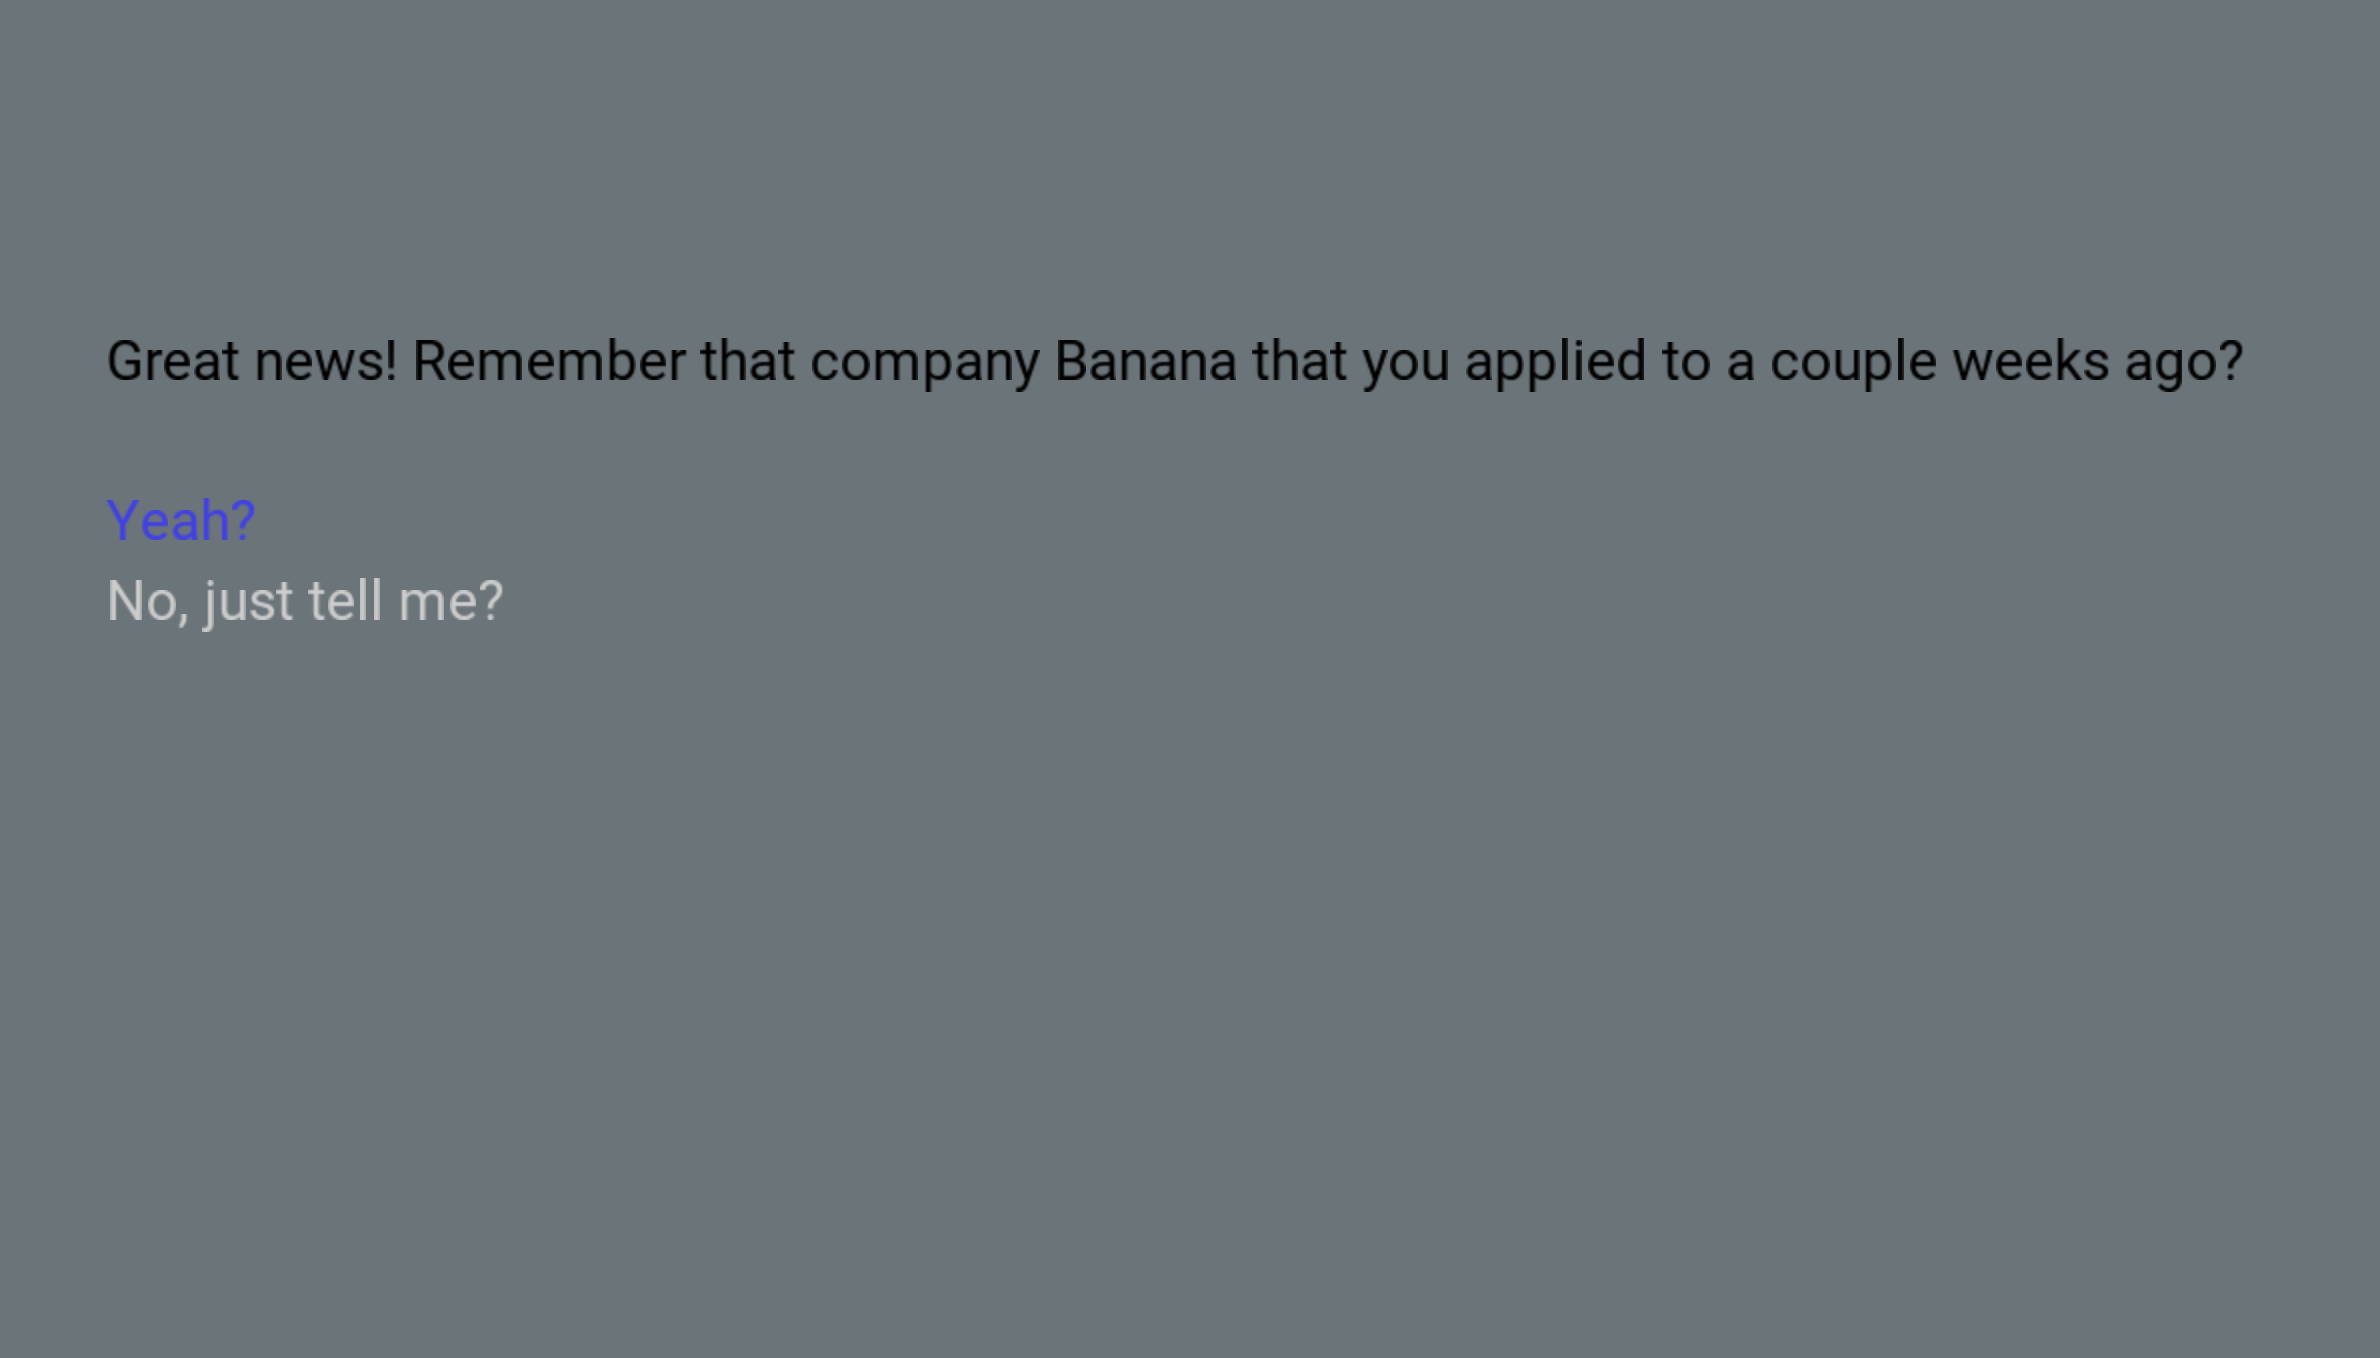 Great news! Remember that company Banana that you applied to a couple weeks ago?
Yeah?
No, just tell me?